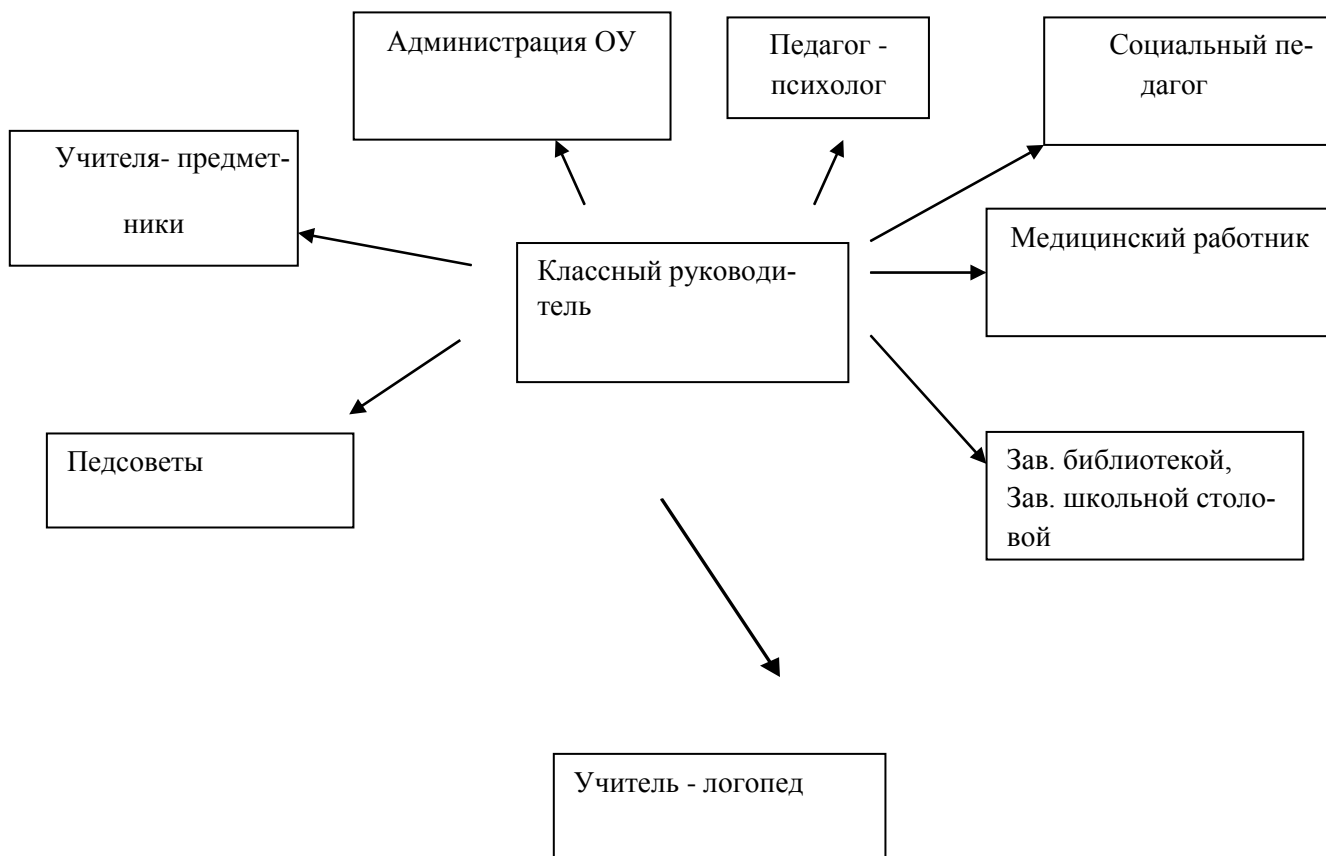 Администрация ОУ
Педагог -
психолог
Социальный пе-
дагог
Учителя- предмет-
ники
Медицинский работник
Классный руководи-
тель
Педсоветы
Зав. библиотекой,
Зав. школьной столо-
вой
Учитель - логопед